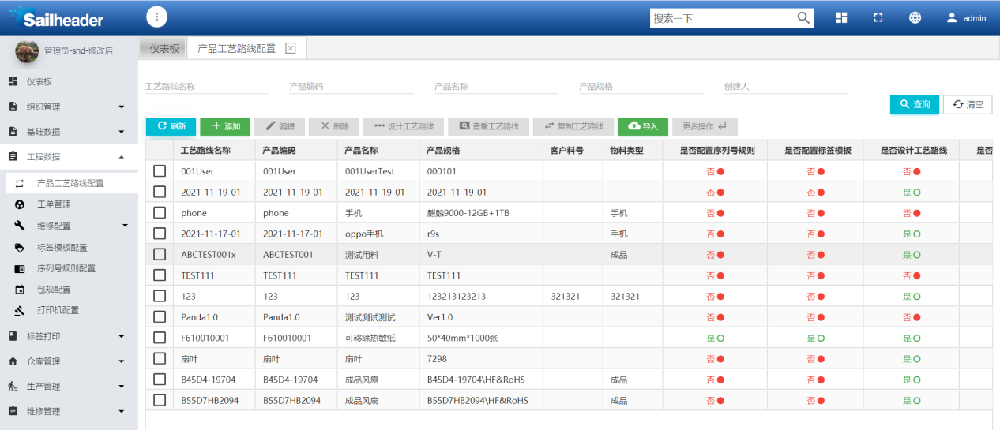 Sailheader
搜索一下
admin
管理员-shd-修改后
仪表板
组织管理
基础数据
工程数据
产品工艺路线配置
工单管理
维修配置
标签模板配置
序列号规则配置
包规配置
打印机配置
标签打印
仓库管理
生产管理
维修管理
仪表板 产品工艺路线配置
工艺路线名称 产品编码 产品名称 产品规格 创建人
查询 清空
刷新 添加 编辑 删除 设计工艺路线 查看工艺路线 复制工艺路线 导入 更多操作
工艺路线名称 产品编码 产品名称 产品规格 客户料号 物料类型 是否配置序列号规则 是否配置标签模板 是否设计工艺路线 是否
001User 001User 001UserTest 000101 否 否 否
2021-11-19-01 2021-11-19-01 2021-11-19-01 2021-11-19-01 否 否 是
phone phone 手机 麒麟9000-12GB+1TB 手机 否 否 否
2021-11-17-01 2021-11-17-01 oppo手机 r9s 手机 否 否 是
ABCTEST001x ABCTEST001 测试用料 V-T 成品 否 否 是
TEST111 TEST111 TEST111 TEST111 否 否 否
123 123 123 123213123213 321321 321321 否 否 是
Panda1.0 Panda1.0 测试测试测试 Ver1.0 否 否 否
F610010001 F610010001 可移除热敏纸 50*40mm*1000张 是 是 是
扇叶 扇叶 扇叶 7298 否 否 是
B45D4-19704 B45D4-19704 成品风扇 B45D4-19704\HF&RoHS 成品 否 否 是
B55D7HB2094 B55D7HB2094 成品风扇 B55D7HB2094\HF&RoHS 成品 否 否 是